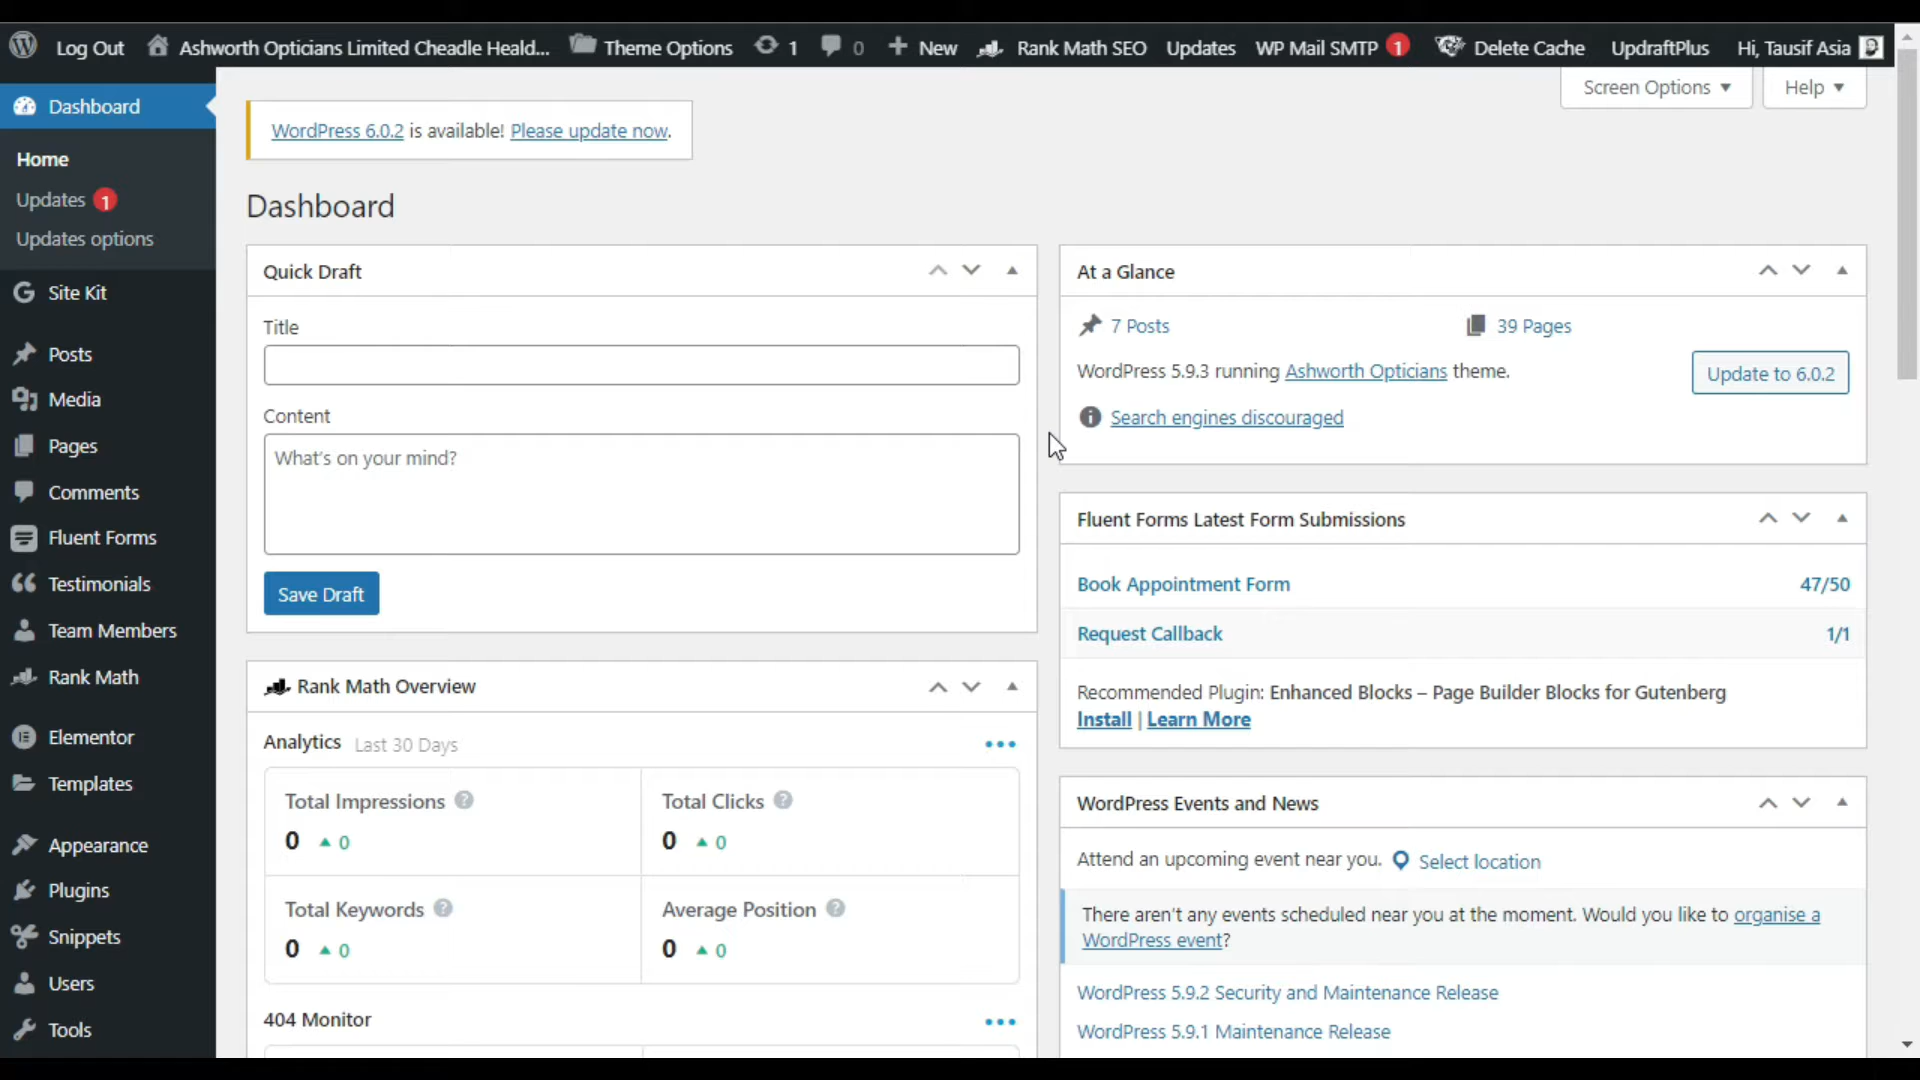 Log Out Ashworth Opticians Limited Cheadle Heald... Theme Options 1 0 New Rank Math SEO Updates WP Mail SMTP 1 Delete Cache UpdraftPlus Hi, Tausif Asia
Dashboard
Home
Updates 1
Updates options
Site Kit
Posts
Media
Pages
Comments
Fluent Forms
Testimonials
Team Members
Rank Math
Elementor
Templates
Appearance
Plugins
Snippets
Users
Tools
Screen Options Help
WordPress 6.0.2 is available! Please update now.
Dashboard
Quick Draft
Title
Content
What's on your mind?
Save Draft
Rank Math Overview
Analytics Last 30 Days
Total Impressions Total Clicks
0 0 0 0
Total Keywords Average Position
0 0 0 0
404 Monitor
At a Glance
7 Posts 39 Pages
WordPress 5.9.3 running Ashworth Opticians theme. Update to 6.0.2
Search engines discouraged
Fluent Forms Latest Form Submissions
Book Appointment Form 47/50
Request Callback 1/1
Recommended Plugin: Enhanced Blocks – Page Builder Blocks for Gutenberg
Install | Learn More
WordPress Events and News
Attend an upcoming event near you. Select location
There aren't any events scheduled near you at the moment. Would you like to organise a
WordPress event?
WordPress 5.9.2 Security and Maintenance Release
WordPress 5.9.1 Maintenance Release